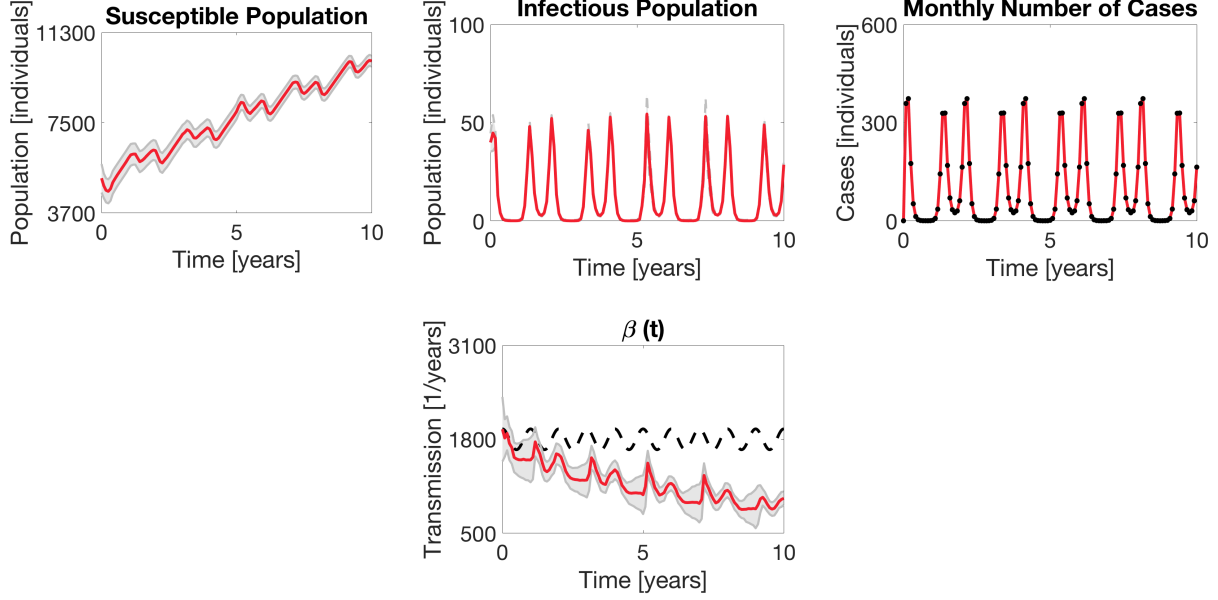 Susceptible Population
Population [individuals]
11300
7500
3700
0
5
10
Time [years]
Infectious Population
Population [individuals]
100
50
0
0
5
10
Time [years]
Monthly Number of Cases
Cases [individuals]
600
300
0
0
5
10
Time [years]
β (t)
Transmission [1/years]
3100
1800
500
0
5
10
Time [years]